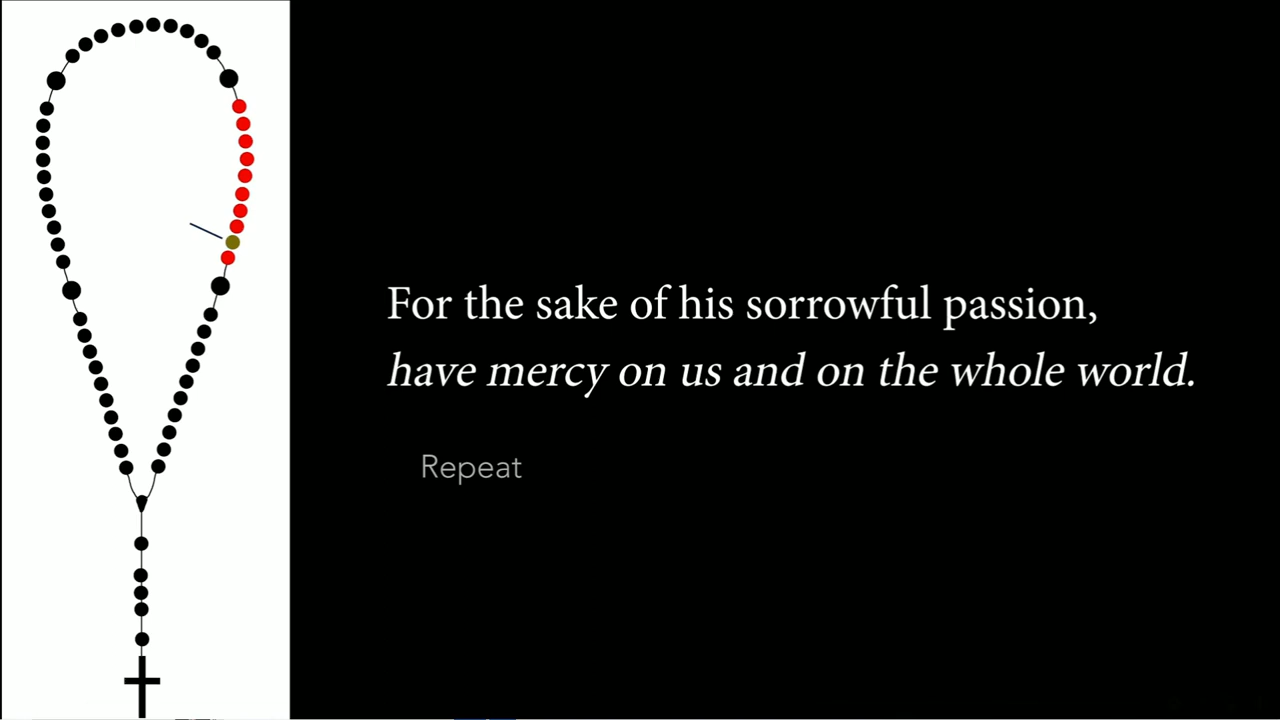 For the sake of his sorrowful passion,
have mercy on us and on the whole world.
Repeat